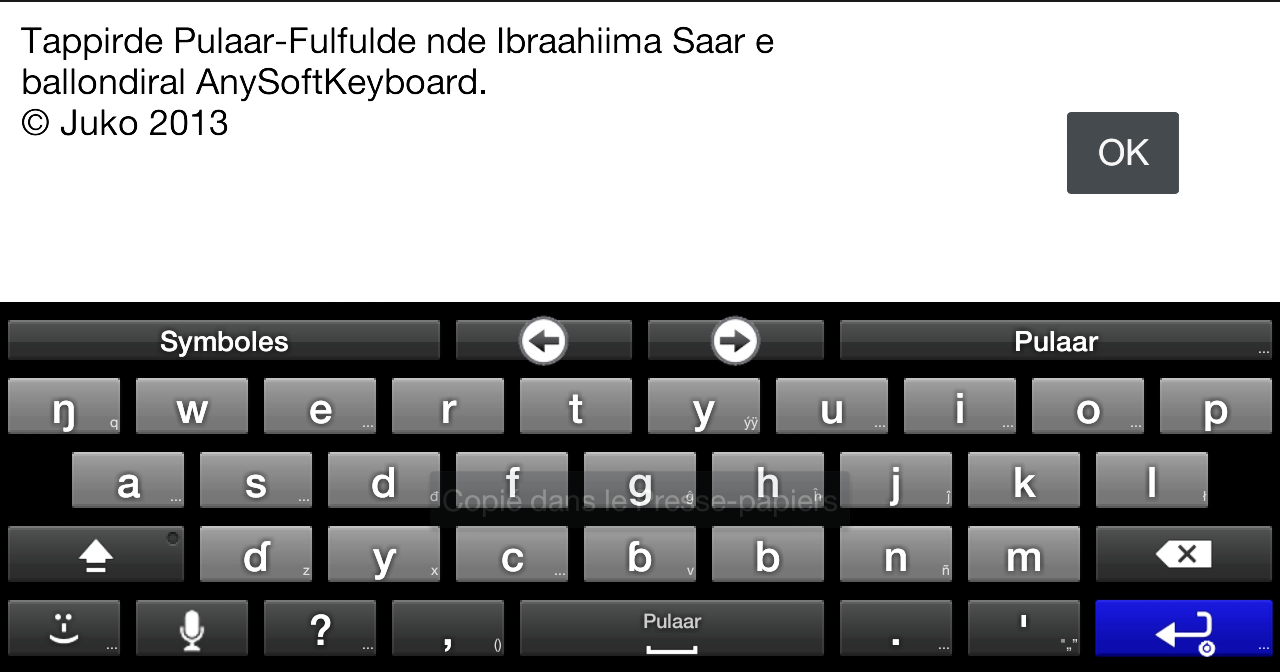 Tappirde Pulaar-Fulfulde nde Ibraahiima Saar e
ballondiral AnySoftKeyboard.
© Juko 2013
OK
Symboles Pulaar ...
ŋ q w e ... r t y ýÿ u ... i ... o ... p
a ... s ... d đ f g ĝ h ĥ j ĵ k l ł
Copié dans le Presse-papiers
ɗ z y x c ... ɓ v b n ñ m
... ? ... , () Pulaar . ... ' "„” ...